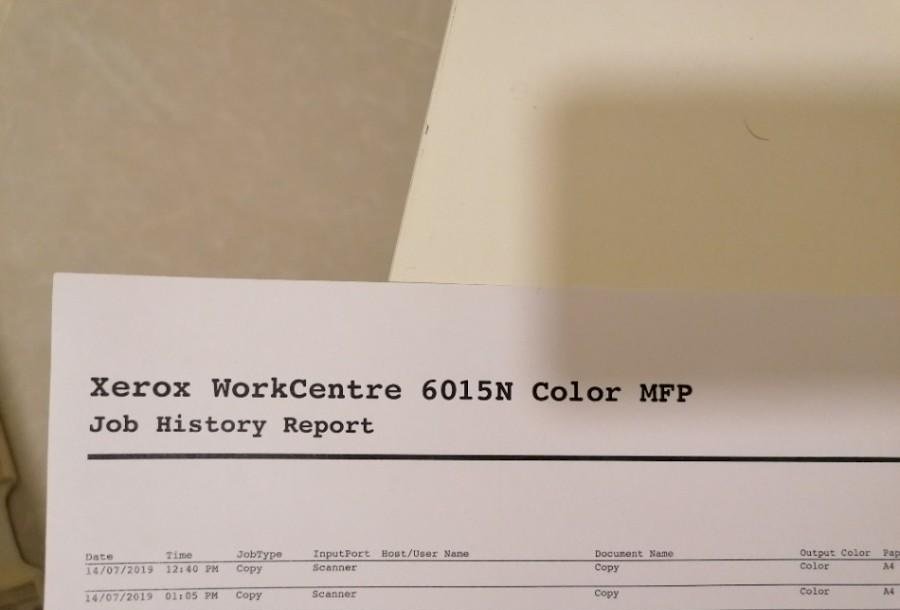 Xerox WorkCentre 6015N Color MFP
Job History Report
Date Time JobType InputPort Host/User Name Document Name Output Color Pap
14/07/2019 12:40 PM Copy Scanner Copy Color A4
14/07/2019 01:05 PM Copy Scanner Copy Color A4